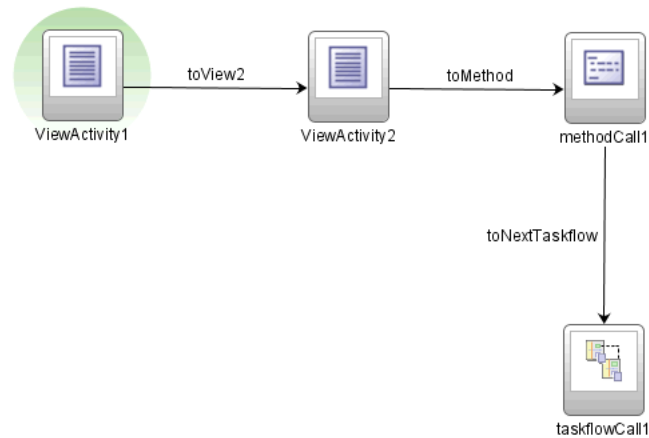 toView2
toMethod
ViewActivity1
ViewActivity2
methodCall1
toNextTaskflow
taskflowCall1